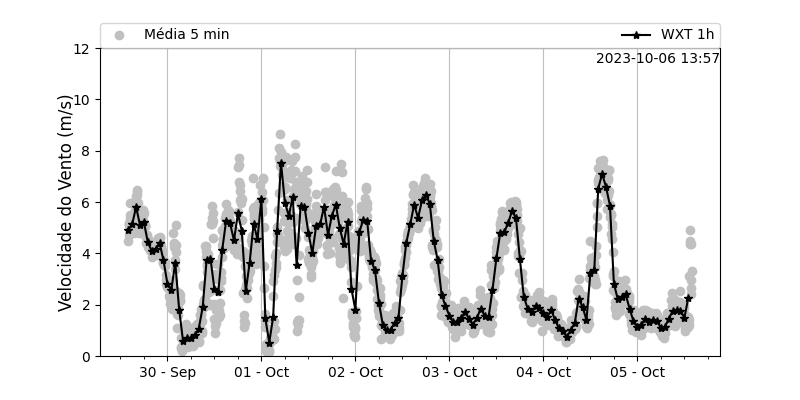 Média 5 min
WXT 1h
2023-10-06 13:57
Velocidade do Vento (m/s)
12
10
8
6
4
2
0
30 - Sep
01 - Oct
02 - Oct
03 - Oct
04 - Oct
05 - Oct